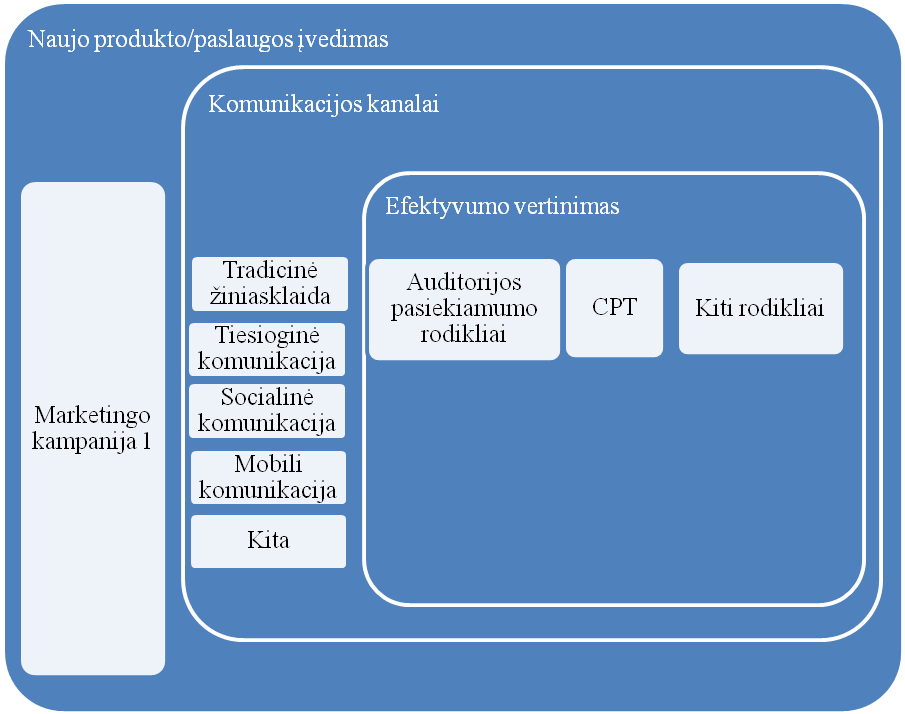 Naujo produkto/paslaugos įvedimas
Komunikacijos kanalai
Efektyvumo vertinimas
Marketingo
kampanija 1
Tradicinė
žiniasklaida
Tiesioginė
komunikacija
Socialinė
komunikacija
Mobili
komunikacija
Kita
Auditorijos
pasiekiamumo
rodikliai
CPT
Kiti rodikliai